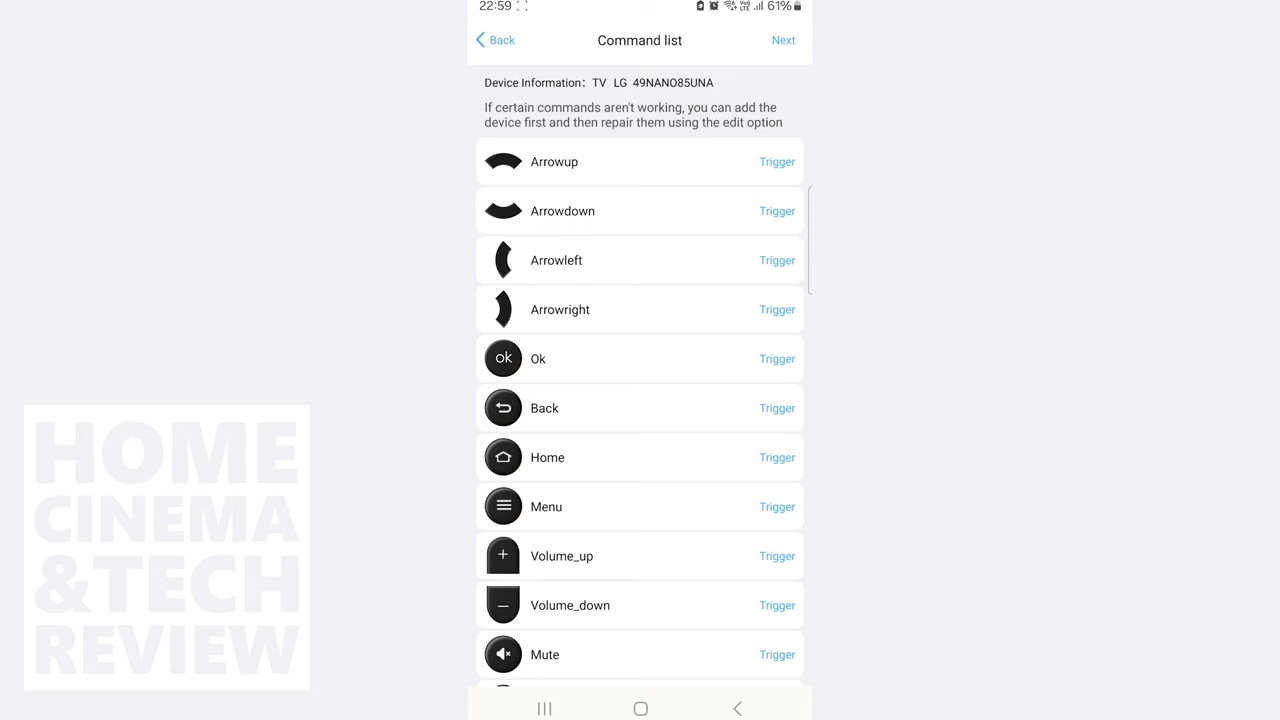 22:59
Vo) LTE 61%
Back
Command list
Next
Device Information: TV LG 49NANO85UNA
If certain commands aren't working, you can add the
device first and then repair them using the edit option
Arrowup Trigger
Arrowdown Trigger
Arrowleft Trigger
Arrowright Trigger
ok Ok Trigger
Back Trigger
Home Trigger
Menu Trigger
Volume_up Trigger
Volume_down Trigger
Mute Trigger
HOME
CINEMA
&TECH
REVIEW